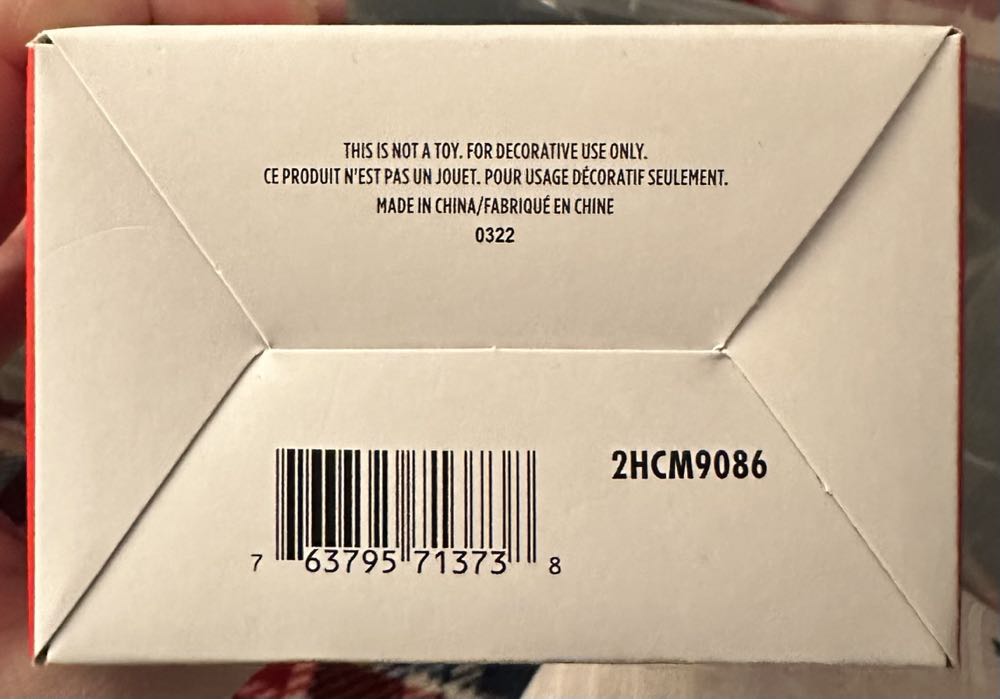 THIS IS NOT A TOY. FOR DECORATIVE USE ONLY.
CE PRODUIT N'EST PAS UN JOUET. POUR USAGE DÉCORATIF SEULEMENT.
MADE IN CHINA/FABRIQUÉ EN CHINE
0322
2HCM9086
7 63795 71373 8